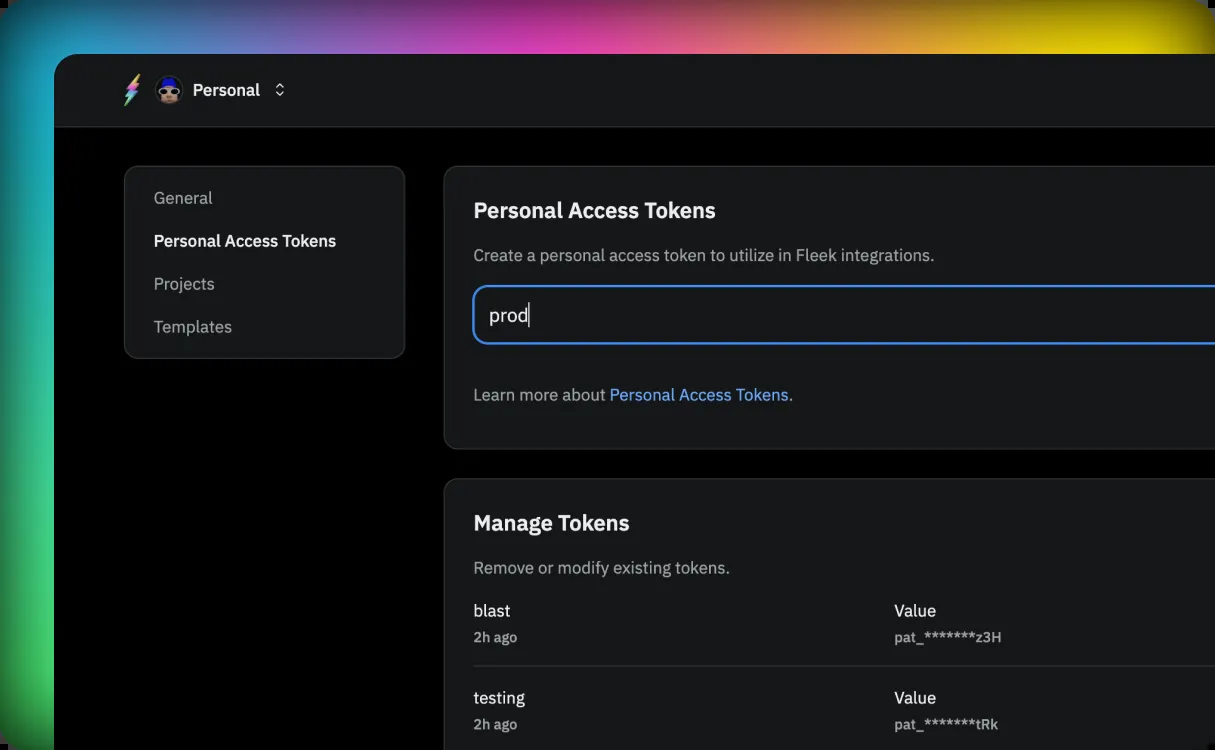 Personal
General
Personal Access Tokens
Projects
Templates
Personal Access Tokens
Create a personal access token to utilize in Fleek integrations.
prod
Learn more about Personal Access Tokens.
Manage Tokens
Remove or modify existing tokens.
blast
Value
2h ago
pat_*******z3H
testing
Value
2h ago
pat_*******tRk